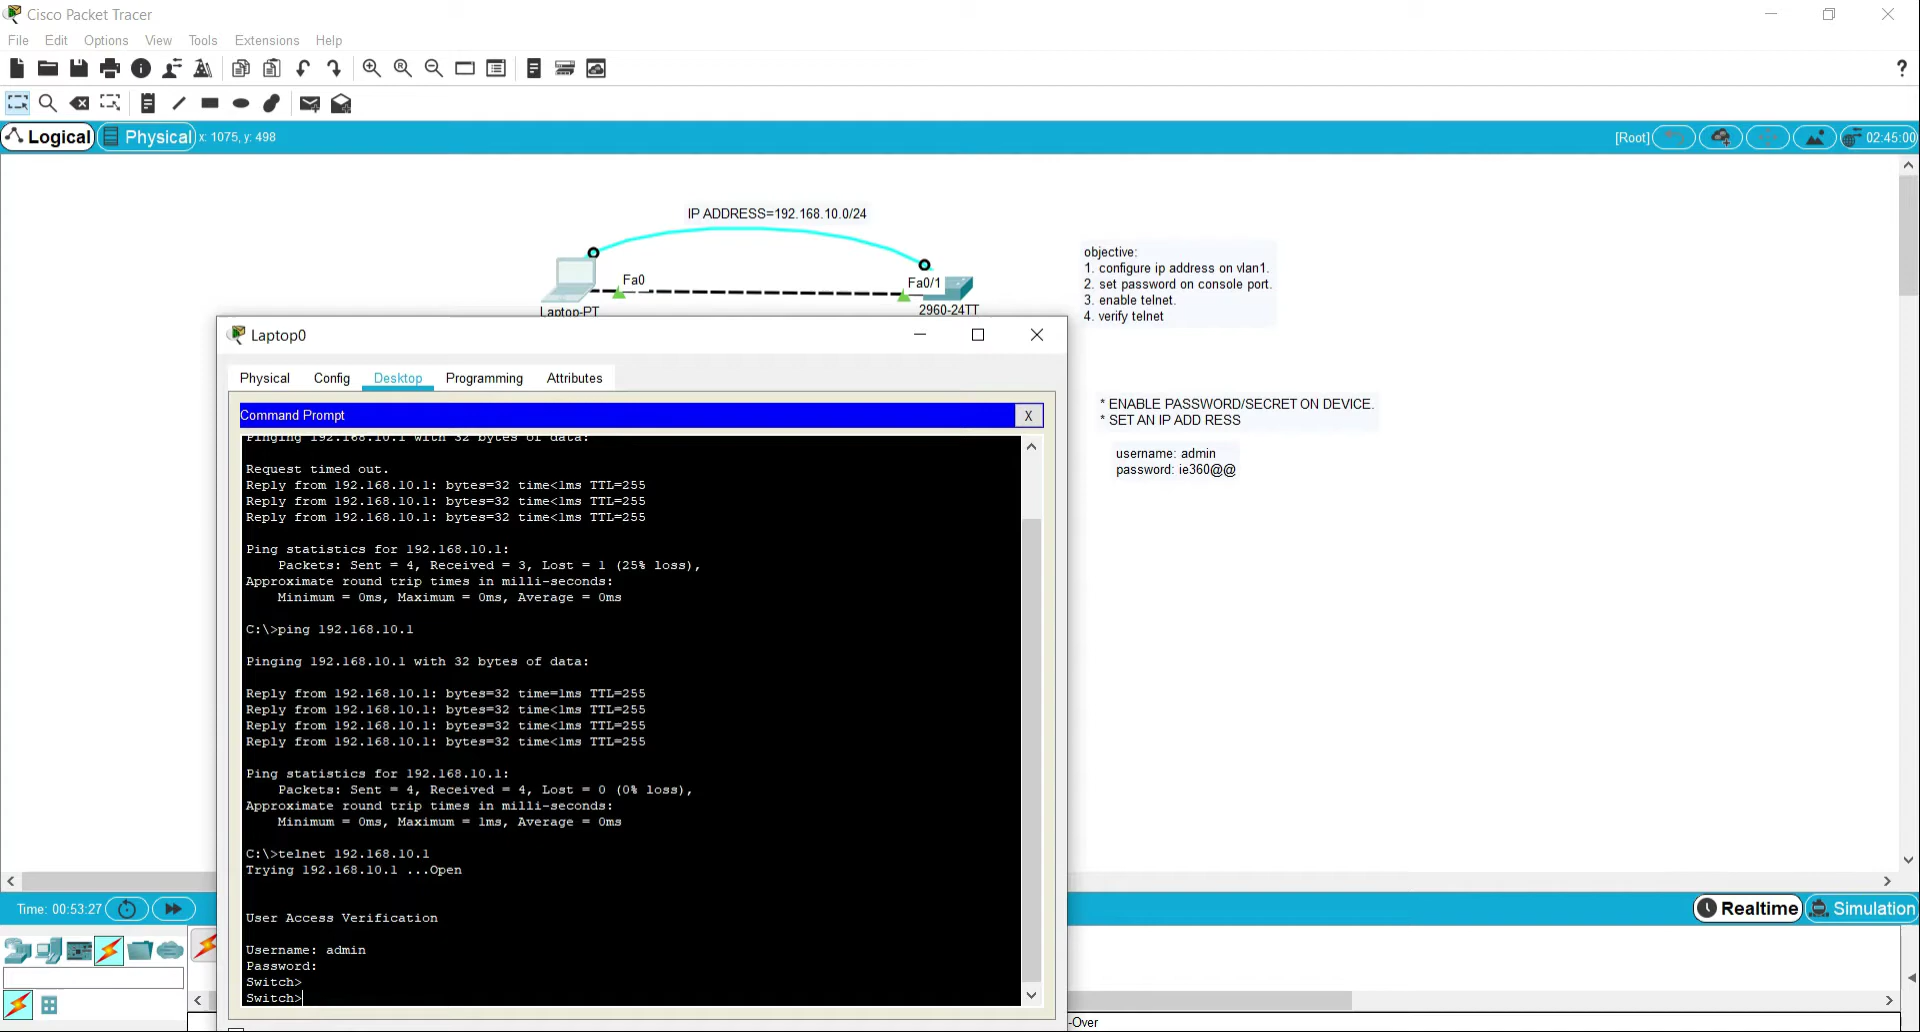 Cisco Packet Tracer
File Edit Options View Tools Extensions Help
?
Logical Physical x: 1075, y: 498 [Root] 02:45:00
IP ADDRESS=192.168.10.0/24
Fa0
Fa0/1
Laptop-PT
2960-24TT
objective:
1. configure ip address on vlan1.
2. set password on console port.
3. enable telnet.
4. verify telnet
* ENABLE PASSWORD/SECRET ON DEVICE.
* SET AN IP ADD RESS
username: admin
password: ie360@@
Laptop0
Physical Config Desktop Programming Attributes
Command Prompt X
Pinging 192.168.10.1 with 32 bytes of data:
Request timed out.
Reply from 192.168.10.1: bytes=32 time<1ms TTL=255
Reply from 192.168.10.1: bytes=32 time<1ms TTL=255
Reply from 192.168.10.1: bytes=32 time<1ms TTL=255
Ping statistics for 192.168.10.1:
Packets: Sent = 4, Received = 3, Lost = 1 (25% loss),
Approximate round trip times in milli-seconds:
Minimum = 0ms, Maximum = 0ms, Average = 0ms
C:\>ping 192.168.10.1
Pinging 192.168.10.1 with 32 bytes of data:
Reply from 192.168.10.1: bytes=32 time=1ms TTL=255
Reply from 192.168.10.1: bytes=32 time<1ms TTL=255
Reply from 192.168.10.1: bytes=32 time<1ms TTL=255
Reply from 192.168.10.1: bytes=32 time<1ms TTL=255
Ping statistics for 192.168.10.1:
Packets: Sent = 4, Received = 4, Lost = 0 (0% loss),
Approximate round trip times in milli-seconds:
Minimum = 0ms, Maximum = 1ms, Average = 0ms
C:\>telnet 192.168.10.1
Trying 192.168.10.1 ...Open
User Access Verification
Username: admin
Password:
Switch>
Switch>
Time: 00:53:27
Realtime Simulation
-Over